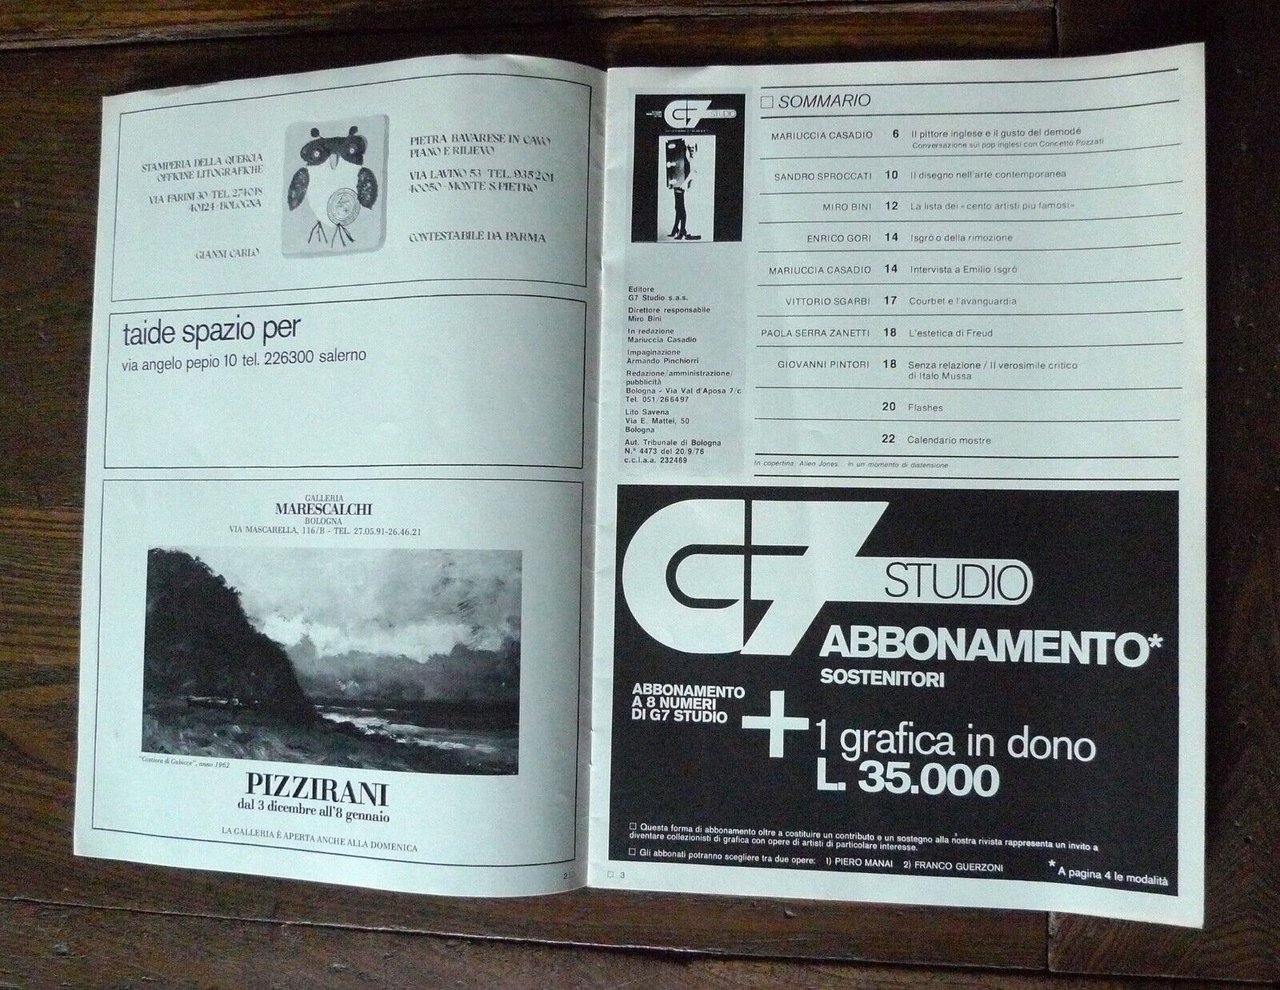 STAMPERIA DELLA QUERCIA
OFFICINE LITOGRAFICHE
VIA FARINI 30 - TEL. 274018
40124 - BOLOGNA
GIANNI CARLO
PIETRA BAVARESE IN CAVO
PIANO E RILIEVO
VIA LAVINO 53 - TEL. 935201
40050 - MONTE S. PIETRO
CONTESTABILE DA PARMA
taide spazio per
via angelo pepio 10 tel. 226300 salerno
GALLERIA
MARESCALCHI
BOLOGNA
VIA MASCARELLA, 116/B - TEL. 27.05.91-26.46.21
"Costiera di Gabicce", anno 1962
PIZZIRANI
dal 3 dicembre all'8 gennaio
LA GALLERIA È APERTA ANCHE ALLA DOMENICA
2
G7 STUDIO
Editore
G7 Studio s.a.s.
Direttore responsabile
Miro Bini
In redazione
Mariuccia Casadio
Impaginazione
Armando Pinchiorri
Redazione/amministrazione/
pubblicità
Bologna - Via Val d'Aposa 7/c
Tel. 051/266497
Lito Savena
Via E. Mattei, 50
Bologna
Aut. Tribunale di Bologna
N.° 4473 del 20/9/76
c.c.i.a.a. 232469
SOMMARIO
MARIUCCIA CASADIO 6 Il pittore inglese e il gusto del demodé
Conversazione sui pop inglesi con Concetto Pozzati
SANDRO SPROCCATI 10 Il disegno nell'arte contemporanea
MIRO BINI 12 La lista dei «cento artisti più famosi»
ENRICO GORI 14 Isgrò o della rimozione
MARIUCCIA CASADIO 14 Intervista a Emilio Isgrò
VITTORIO SGARBI 17 Courbet e l'avanguardia
PAOLA SERRA ZANETTI 18 L'estetica di Freud
GIOVANNI PINTORI 18 Senza relazione / Il verosimile critico
di Italo Mussa
20 Flashes
22 Calendario mostre
In copertina: Allen Jones... in un momento di distensione
G7 STUDIO
ABBONAMENTO*
SOSTENITORI
ABBONAMENTO
A 8 NUMERI
DI G7 STUDIO
+
1 grafica in dono
L. 35.000
Questa forma di abbonamento oltre a costituire un contributo e un sostegno alla nostra rivista rappresenta un invito a
diventare collezionisti di grafica con opere di artisti di particolare interesse.
Gli abbonati potranno scegliere tra due opere: 1) PIERO MANAI 2) FRANCO GUERZONI
* A pagina 4 le modalità
3